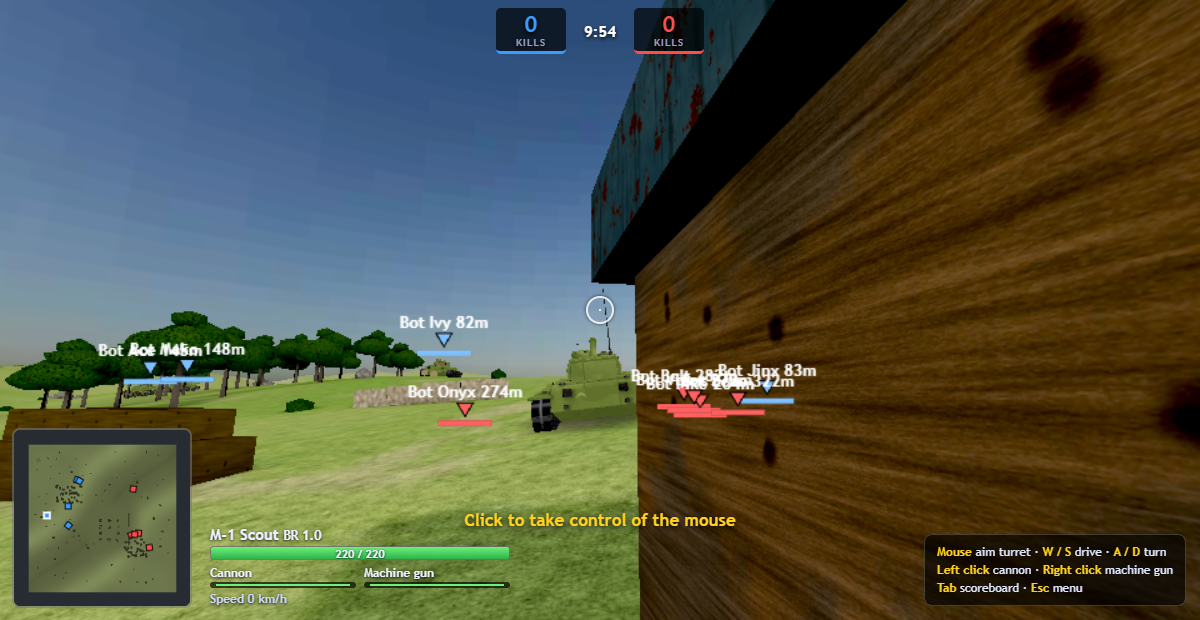 0
KILLS
9:54
0
KILLS
Bot Ivy 82m
148m
Bot Onyx 274m
Bot Jinx 83m
Click to take control of the mouse
M-1 Scout BR 1.0
220 / 220
Cannon
Machine gun
Speed 0 km/h
Mouse aim turret · W / S drive · A / D turn
Left click cannon · Right click machine gun
Tab scoreboard · Esc menu